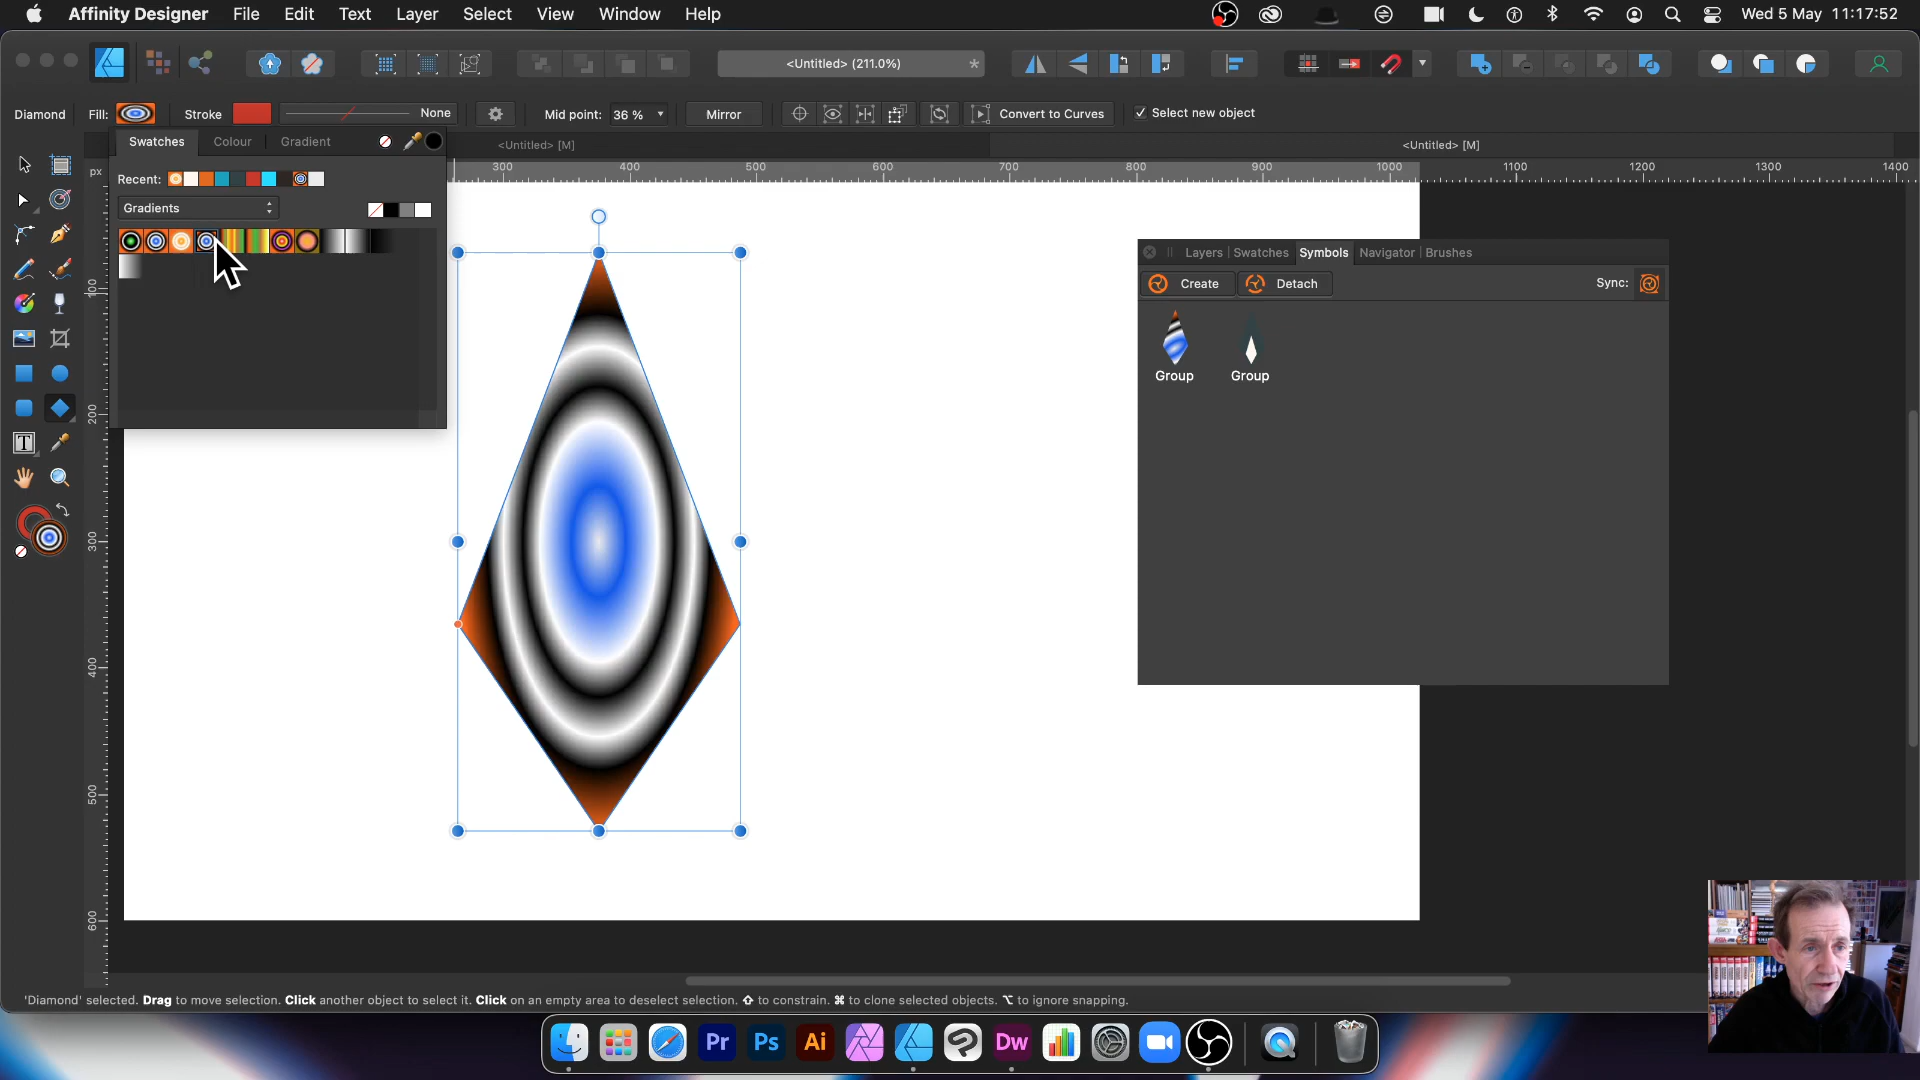 Affinity Designer File Edit Text Layer Select View Window Help Wed 5 May 11:17:52
<Untitled> (211.0%) *
Diamond Fill: Stroke None Mid point: 36 % Mirror Convert to Curves Select new object
Swatches Colour Gradient
<Untitled> [M] <Untitled> [M]
px 300 400 500 600 700 800 900 1000 1100 1200 1300 1400
Recent:
Gradients
Layers Swatches Symbols Navigator Brushes
Create Detach Sync:
Group Group
100
200
300
400
500
600
T
'Diamond' selected. Drag to move selection. Click another object to select it. Click on an empty area to deselect selection. ⇧ to constrain. ⌘ to clone selected objects. ⌥ to ignore snapping.
Pr Ps Ai Dw